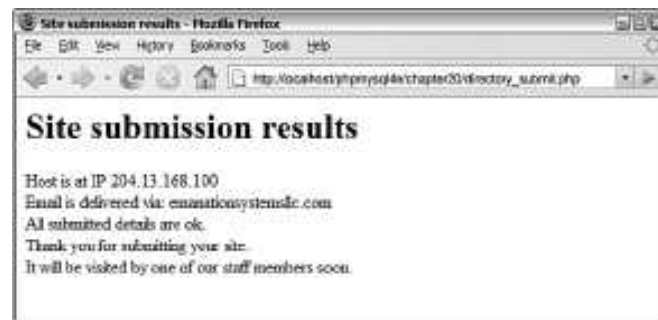 Site submission results - Mozilla Firefox
File Edit View History Bookmarks Tools Help
http://localhost/phpmysql4e/chapter20/directory_submit.php
Site submission results
Host is at IP 204.13.168.100
Email is delivered via: emanationsystemsllc.com
All submitted details are ok.
Thank you for submitting your site.
It will be visited by one of our staff members soon.